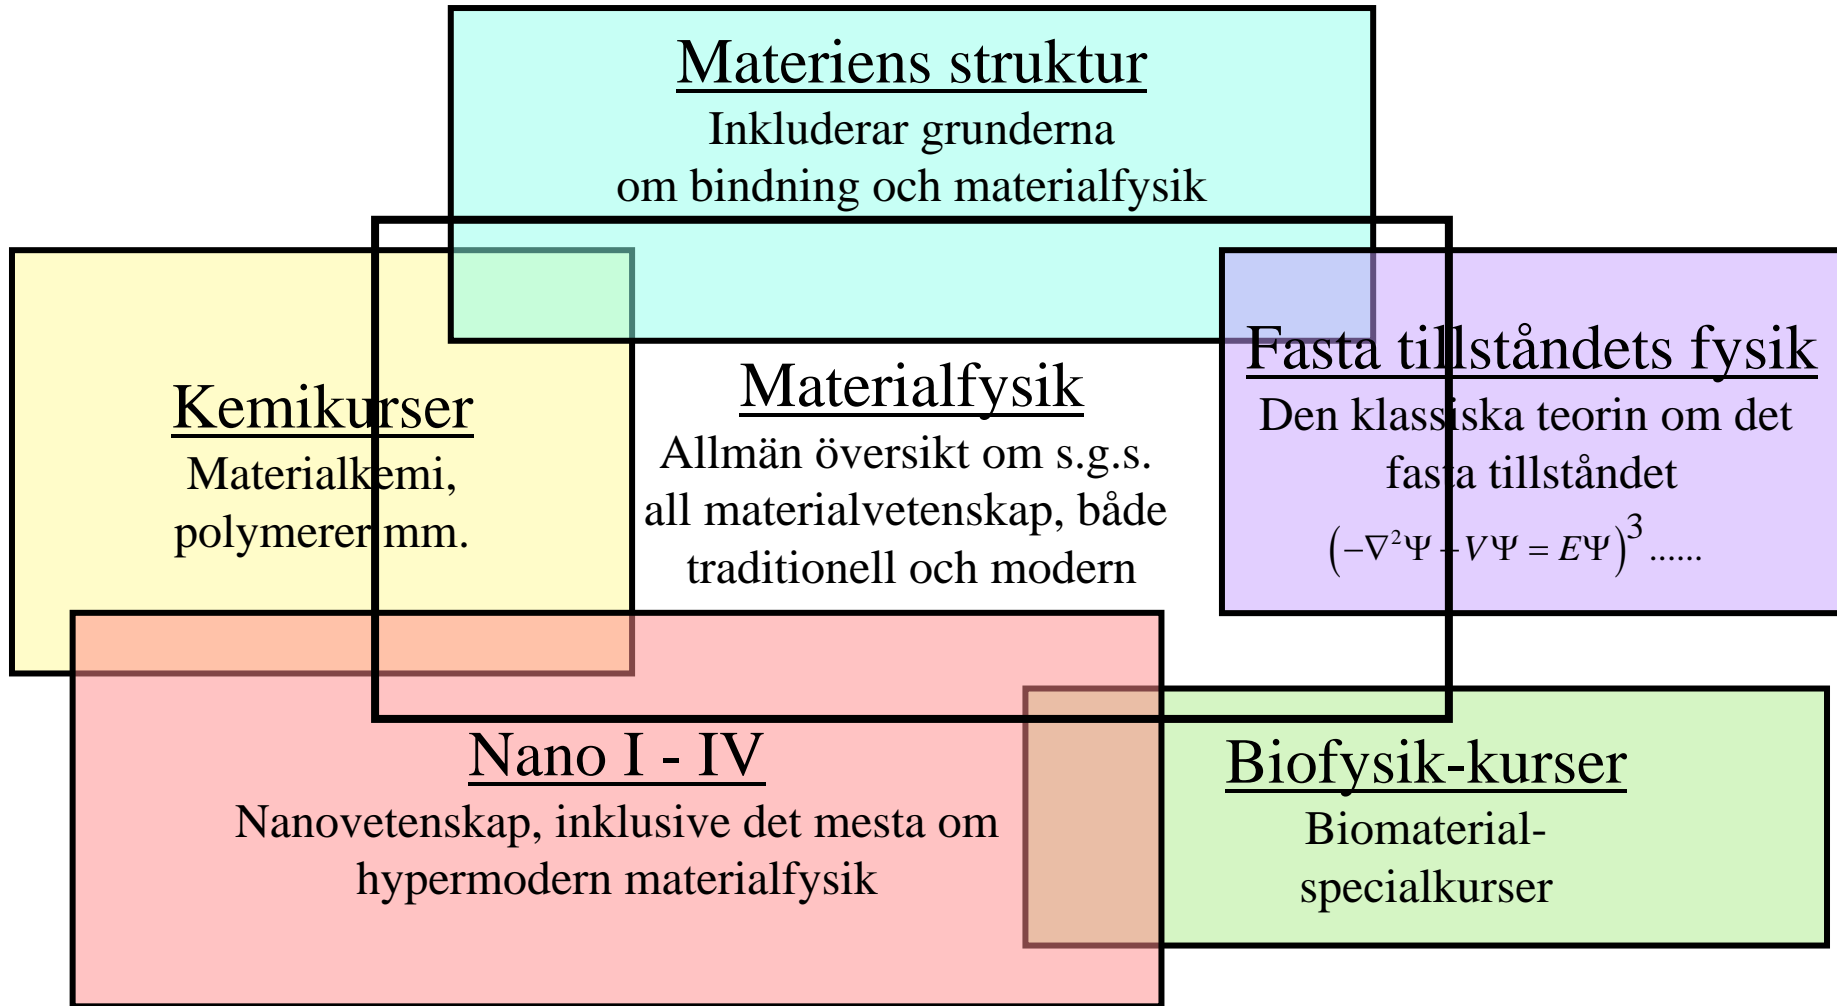 Materiens struktur
Inkluderar grunderna
om bindning och materialfysik
Kemikurser
Materialkemi,
polymerer mm.
Materialfysik
Allmän översikt om s.g.s.
all materialvetenskap, både
traditionell och modern
Fasta tillståndets fysik
Den klassiska teorin om det
fasta tillståndet
(−∇²Ψ + VΨ = EΨ)³ ......
Nano I - IV
Nanovetenskap, inklusive det mesta om
hypermodern materialfysik
Biofysik-kurser
Biomaterial-
specialkurser